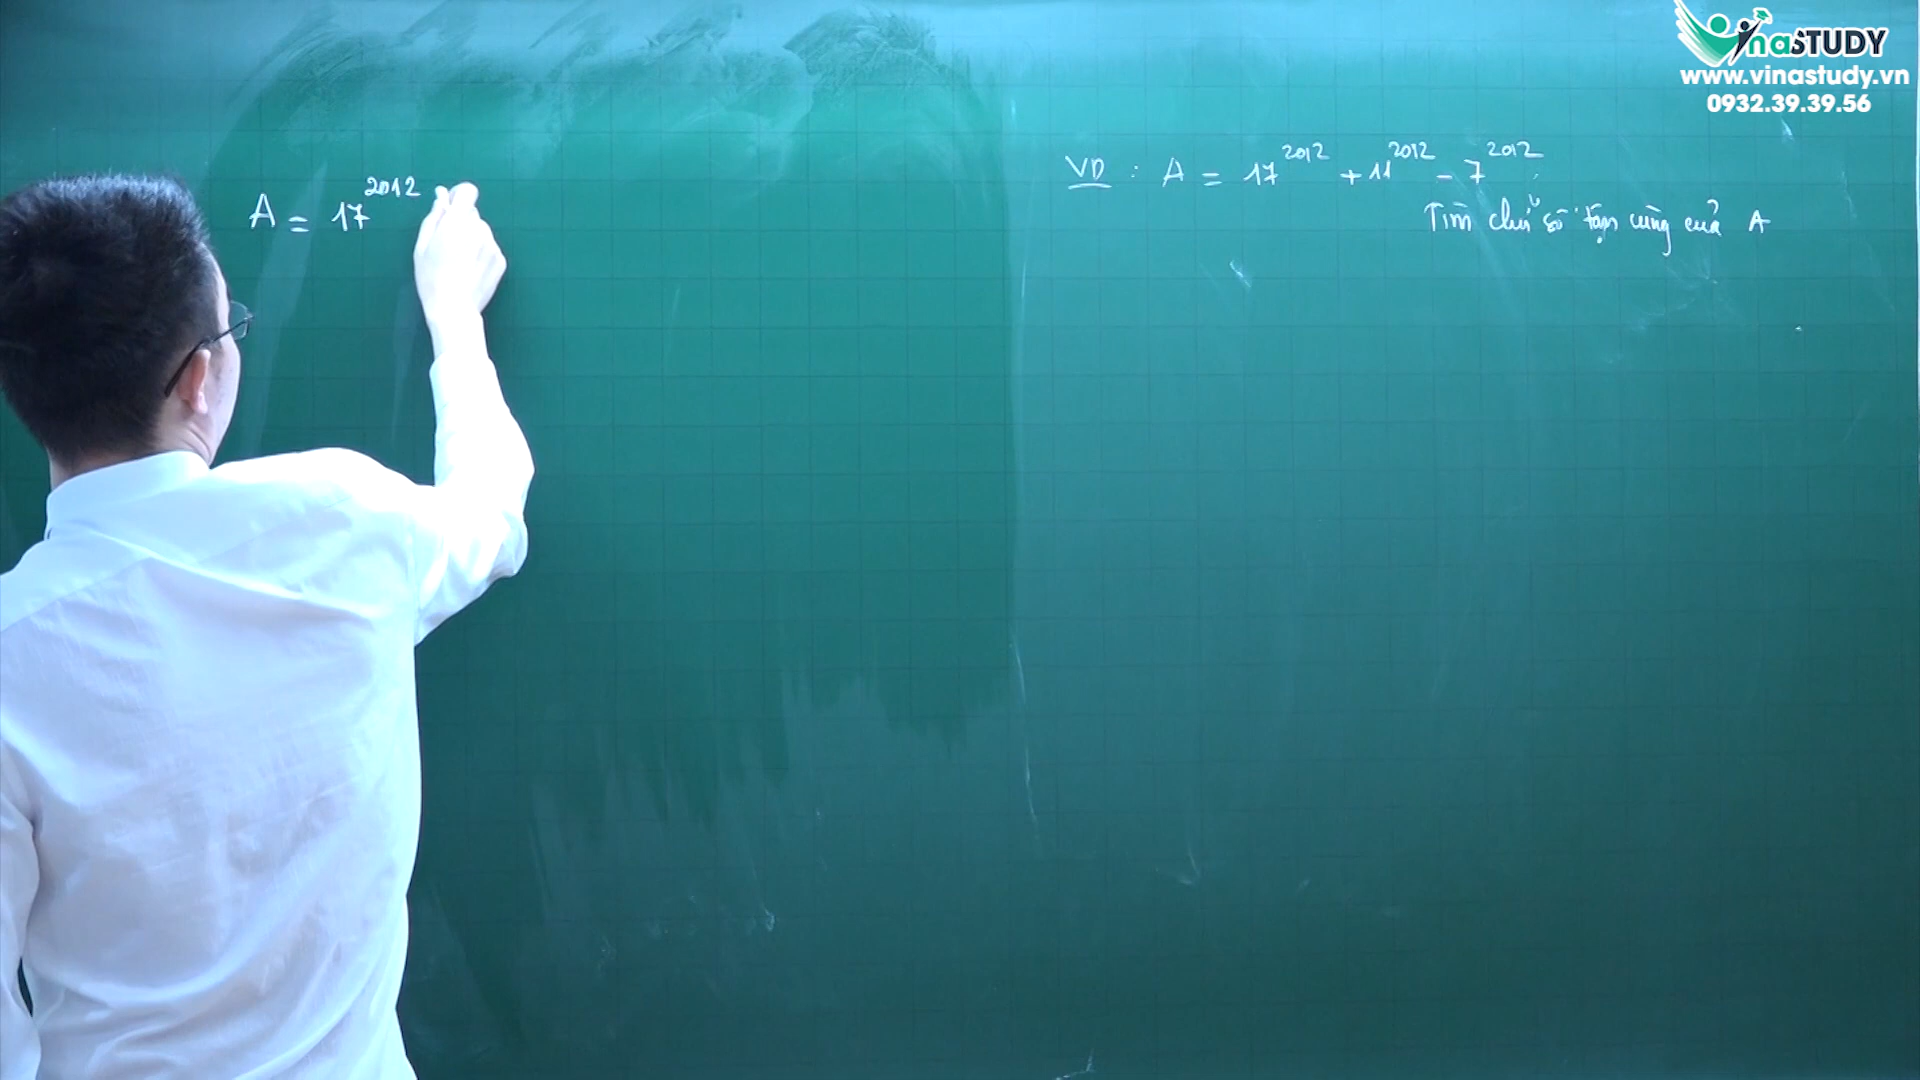 VinaSTUDY
www.vinastudy.vn
0932.39.39.56
A = 17^2012
VD : A = 17^2012 + 11^2012 - 7^2012
Tìm chữ số tận cùng của A